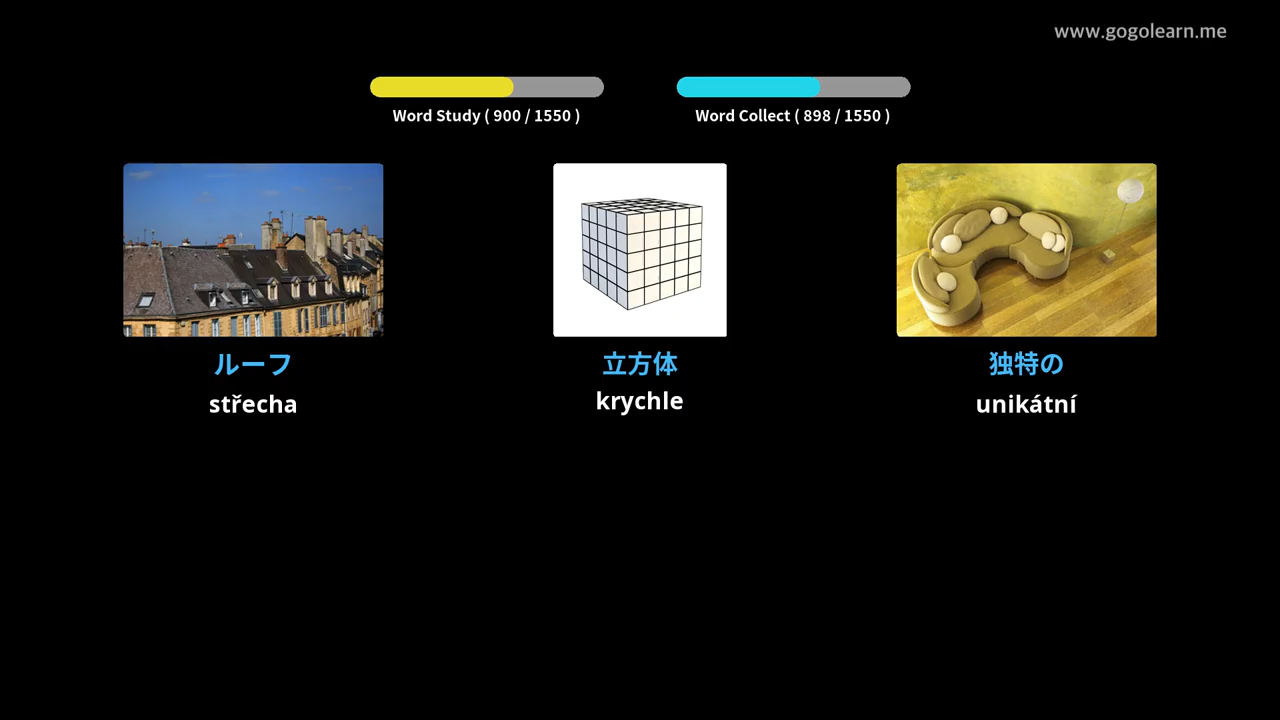 www.gogolearn.me
Word Study ( 900 / 1550 )
Word Collect ( 898 / 1550 )
ルーフ
střecha
立方体
krychle
独特の
unikátní